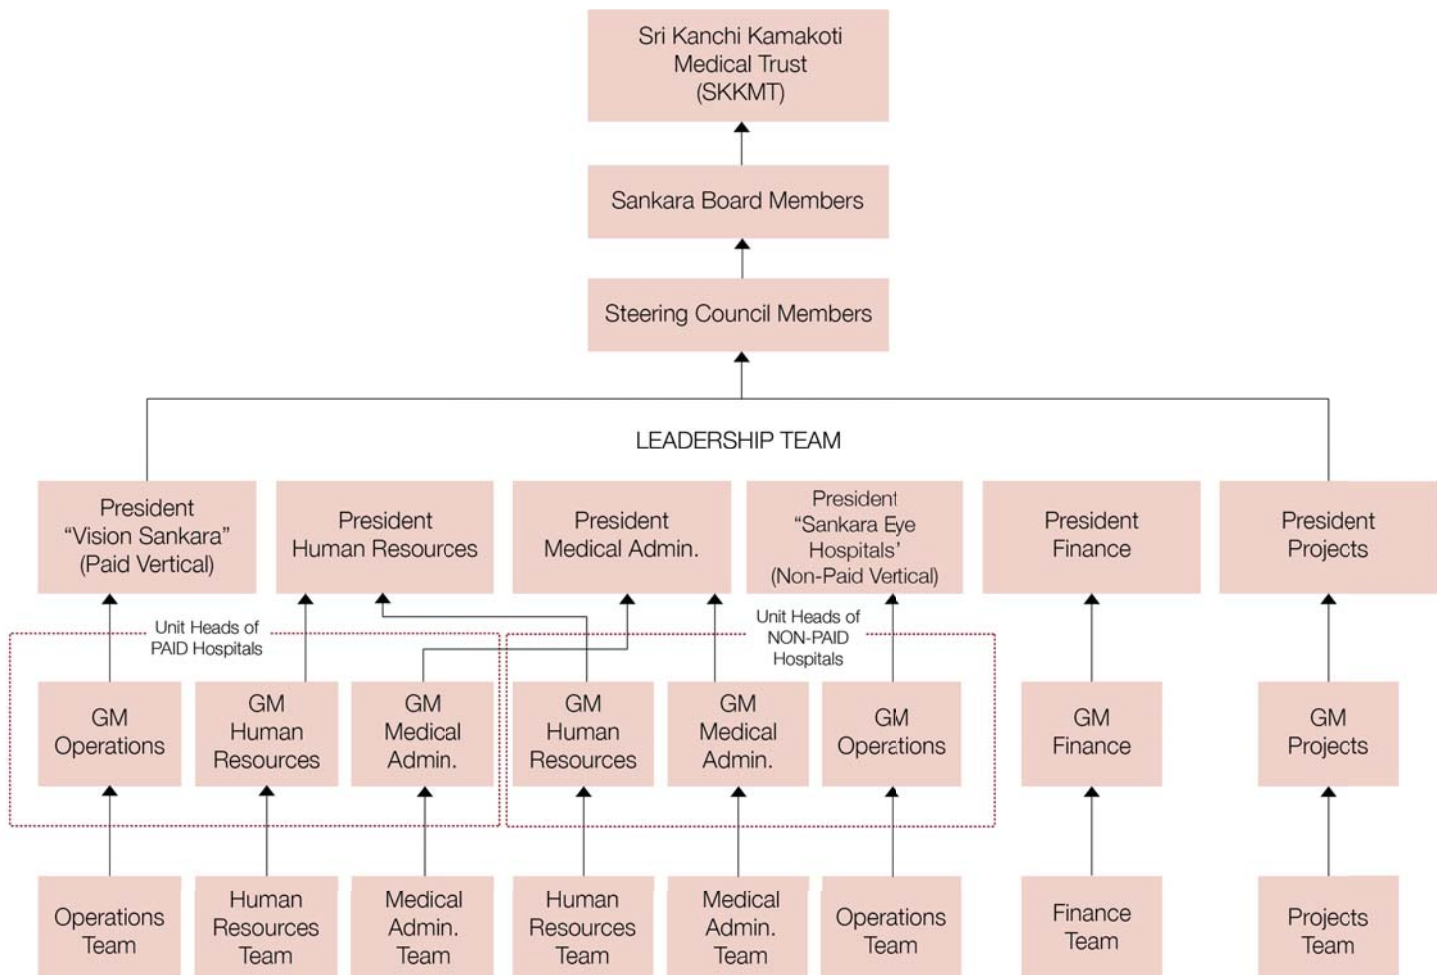 Sri Kanchi Kamakoti
Medical Trust
(SKKMT)
Sankara Board Members
Steering Council Members
LEADERSHIP TEAM
President
“Vision Sankara”
(Paid Vertical)
President
Human Resources
President
Medical Admin.
President
“Sankara Eye
Hospitals’
(Non-Paid Vertical)
President
Finance
President
Projects
Unit Heads of
PAID Hospitals
Unit Heads of
NON-PAID
Hospitals
GM
Operations
GM
Human
Resources
GM
Medical
Admin.
GM
Human
Resources
GM
Medical
Admin.
GM
Operations
GM
Finance
GM
Projects
Operations
Team
Human
Resources
Team
Medical
Admin.
Team
Human
Resources
Team
Medical
Admin.
Team
Operations
Team
Finance
Team
Projects
Team